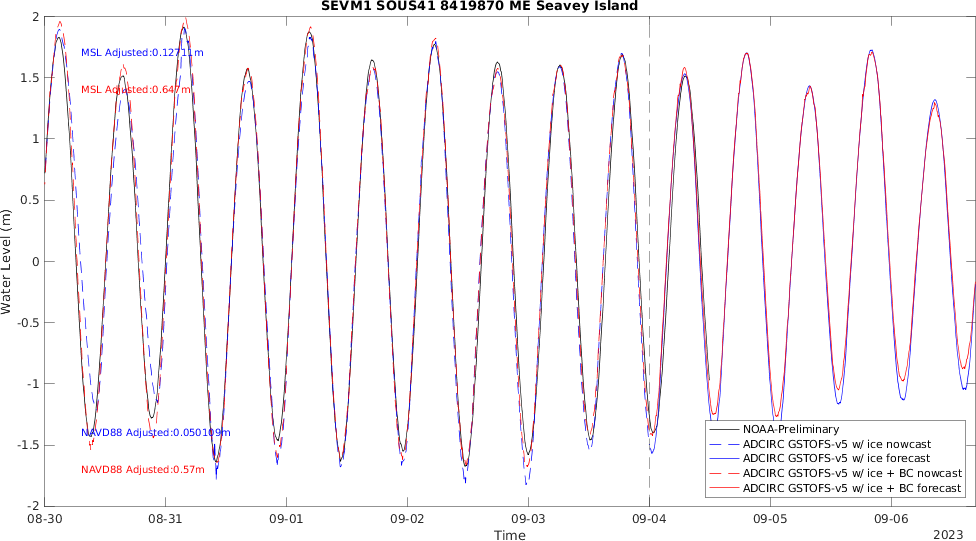 SEVM1 SOUS41 8419870 ME Seavey Island
2
1.5
1
0.5
0
-0.5
-1
-1.5
-2
Water Level (m)
MSL Adjusted:0.12711m
MSL Adjusted:0.647m
NAVD88 Adjusted:0.050109m
NAVD88 Adjusted:0.57m
NOAA-Preliminary
ADCIRC GSTOFS-v5 w/ ice nowcast
ADCIRC GSTOFS-v5 w/ ice forecast
ADCIRC GSTOFS-v5 w/ ice + BC nowcast
ADCIRC GSTOFS-v5 w/ ice + BC forecast
08-30 08-31 09-01 09-02 09-03 09-04 09-05 09-06
Time
2023